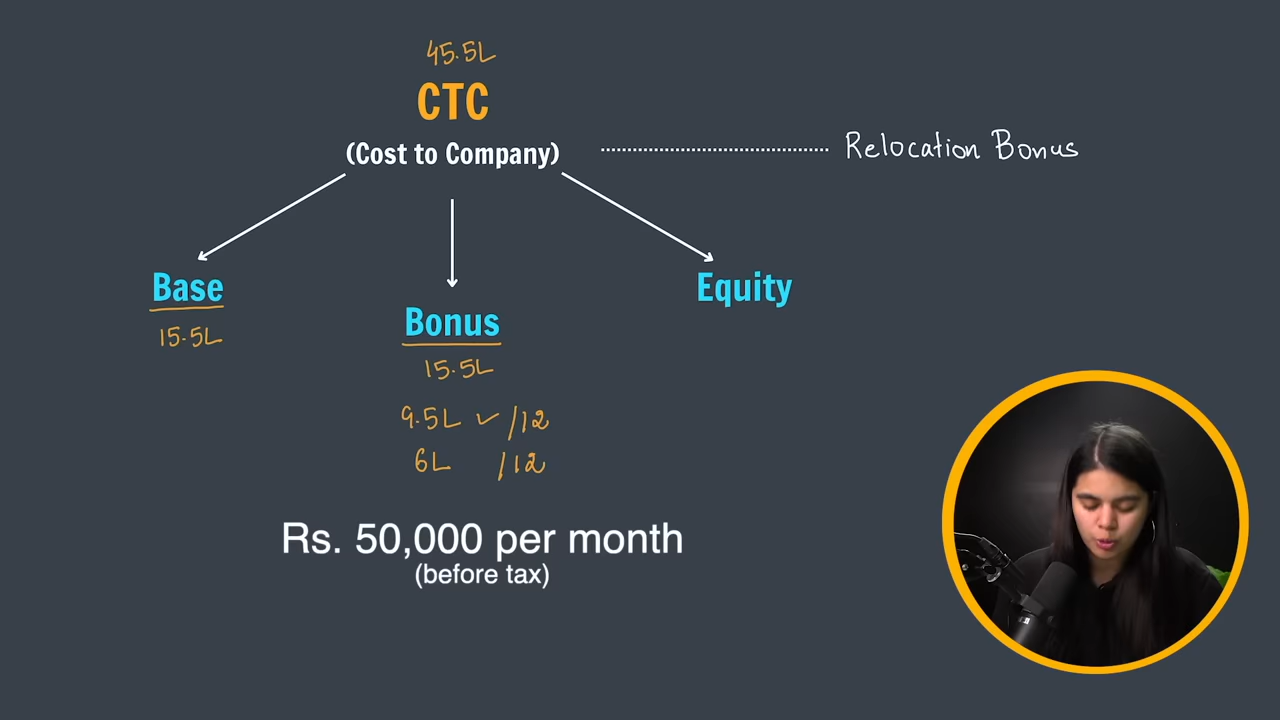 45.5L
CTC
(Cost to Company)
Relocation Bonus
Base
15.5L
Bonus
15.5L
9.5L ✓ /12
6L /12
Equity
Rs. 50,000 per month
(before tax)